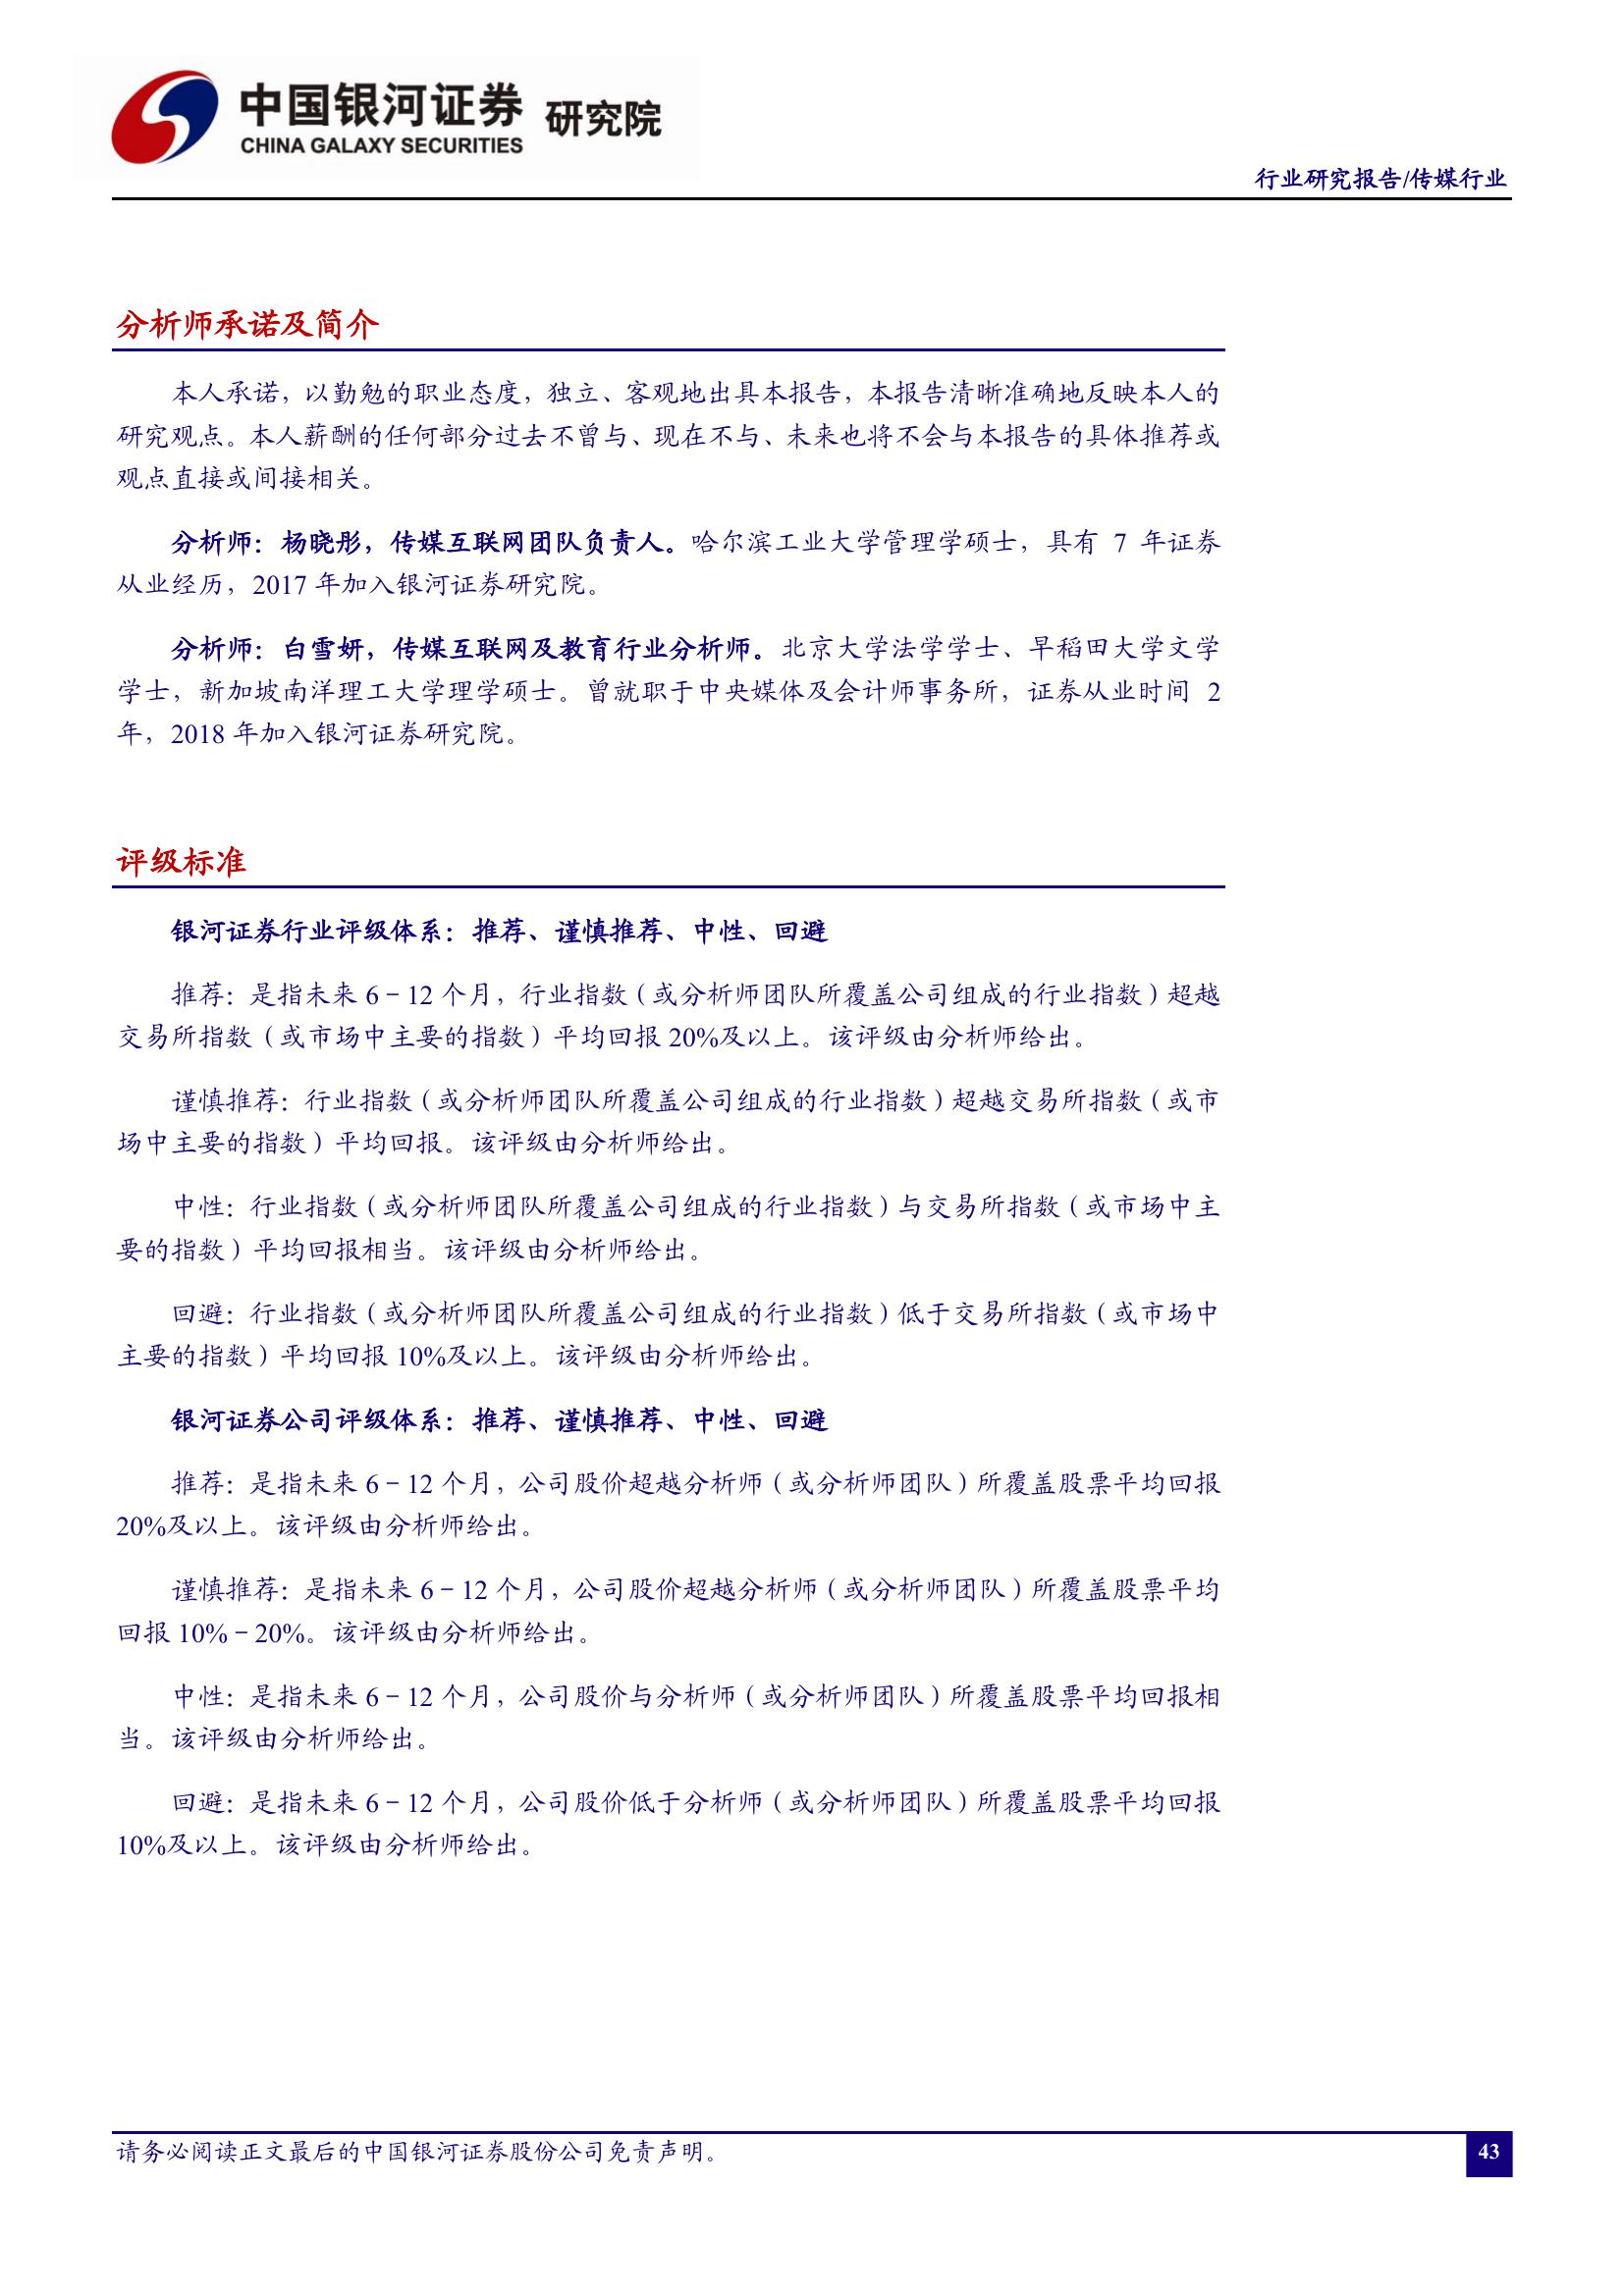 中国银河证券 研究院
CHINA GALAXY SECURITIES
行业研究报告/传媒行业
分析师承诺及简介
本人承诺，以勤勉的职业态度，独立、客观地出具本报告，本报告清晰准确地反映本人的
研究观点。本人薪酬的任何部分过去不曾与、现在不与、未来也将不会与本报告的具体推荐或
观点直接或间接相关。
分析师：杨晓彤，传媒互联网团队负责人。哈尔滨工业大学管理学硕士，具有 7 年证券
从业经历，2017 年加入银河证券研究院。
分析师：白雪妍，传媒互联网及教育行业分析师。北京大学法学学士、早稻田大学文学
学士，新加坡南洋理工大学理学硕士。曾就职于中央媒体及会计师事务所，证券从业时间 2
年，2018 年加入银河证券研究院。
评级标准
银河证券行业评级体系：推荐、谨慎推荐、中性、回避
推荐：是指未来 6－12 个月，行业指数（或分析师团队所覆盖公司组成的行业指数）超越
交易所指数（或市场中主要的指数）平均回报 20%及以上。该评级由分析师给出。
谨慎推荐：行业指数（或分析师团队所覆盖公司组成的行业指数）超越交易所指数（或市
场中主要的指数）平均回报。该评级由分析师给出。
中性：行业指数（或分析师团队所覆盖公司组成的行业指数）与交易所指数（或市场中主
要的指数）平均回报相当。该评级由分析师给出。
回避：行业指数（或分析师团队所覆盖公司组成的行业指数）低于交易所指数（或市场中
主要的指数）平均回报 10%及以上。该评级由分析师给出。
银河证券公司评级体系：推荐、谨慎推荐、中性、回避
推荐：是指未来 6－12 个月，公司股价超越分析师（或分析师团队）所覆盖股票平均回报
20%及以上。该评级由分析师给出。
谨慎推荐：是指未来 6－12 个月，公司股价超越分析师（或分析师团队）所覆盖股票平均
回报 10%－20%。该评级由分析师给出。
中性：是指未来 6－12 个月，公司股价与分析师（或分析师团队）所覆盖股票平均回报相
当。该评级由分析师给出。
回避：是指未来 6－12 个月，公司股价低于分析师（或分析师团队）所覆盖股票平均回报
10%及以上。该评级由分析师给出。
请务必阅读正文最后的中国银河证券股份公司免责声明。
43